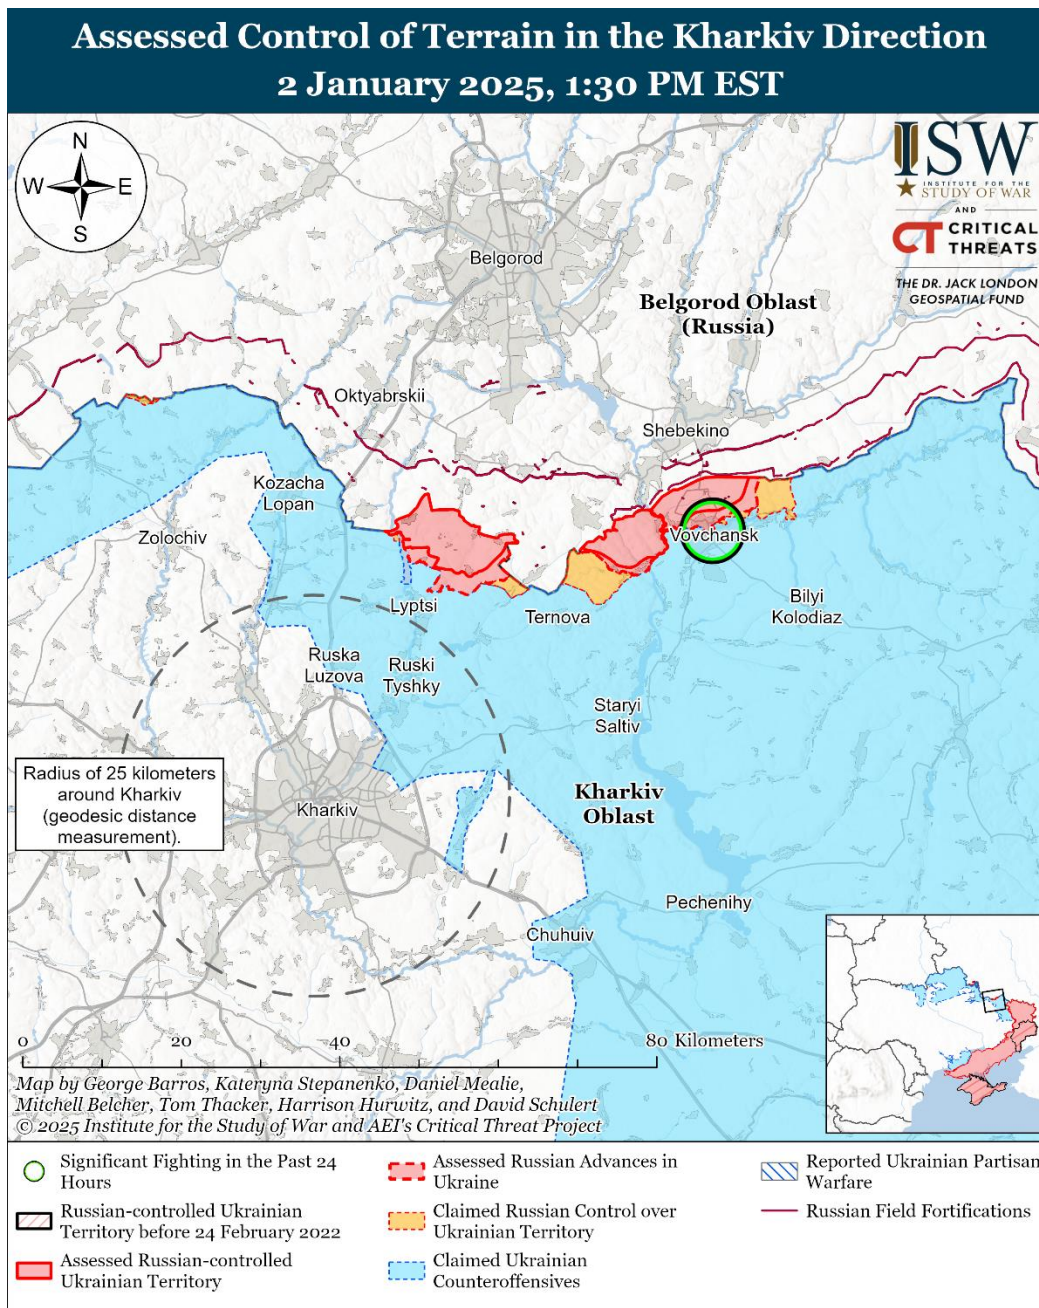 Assessed Control of Terrain in the Kharkiv Direction
2 January 2025, 1:30 PM EST
N
W
E
S
ISW
INSTITUTE FOR THE
STUDY OF WAR
AND
CT CRITICAL
THREATS
THE DR. JACK LONDON
GEOSPATIAL FUND
Belgorod
Belgorod Oblast
(Russia)
Oktyabrskii
Shebekino
Kozacha
Lopan
Zolochiv
Vovchansk
Lyptsi
Ternova
Bilyi
Kolodiaz
Ruska
Luzova
Ruski
Tyshky
Staryi
Saltiv
Radius of 25 kilometers
around Kharkiv
(geodesic distance
measurement).
Kharkiv
Kharkiv
Oblast
Pechenihy
Chuhuiv
0 20 40 80 Kilometers
Map by George Barros, Kateryna Stepanenko, Daniel Mealie,
Mitchell Belcher, Tom Thacker, Harrison Hurwitz, and David Schulert
© 2025 Institute for the Study of War and AEI's Critical Threat Project
Significant Fighting in the Past 24
Hours
Russian-controlled Ukrainian
Territory before 24 February 2022
Assessed Russian-controlled
Ukrainian Territory
Assessed Russian Advances in
Ukraine
Claimed Russian Control over
Ukrainian Territory
Claimed Ukrainian
Counteroffensives
Reported Ukrainian Partisan
Warfare
Russian Field Fortifications